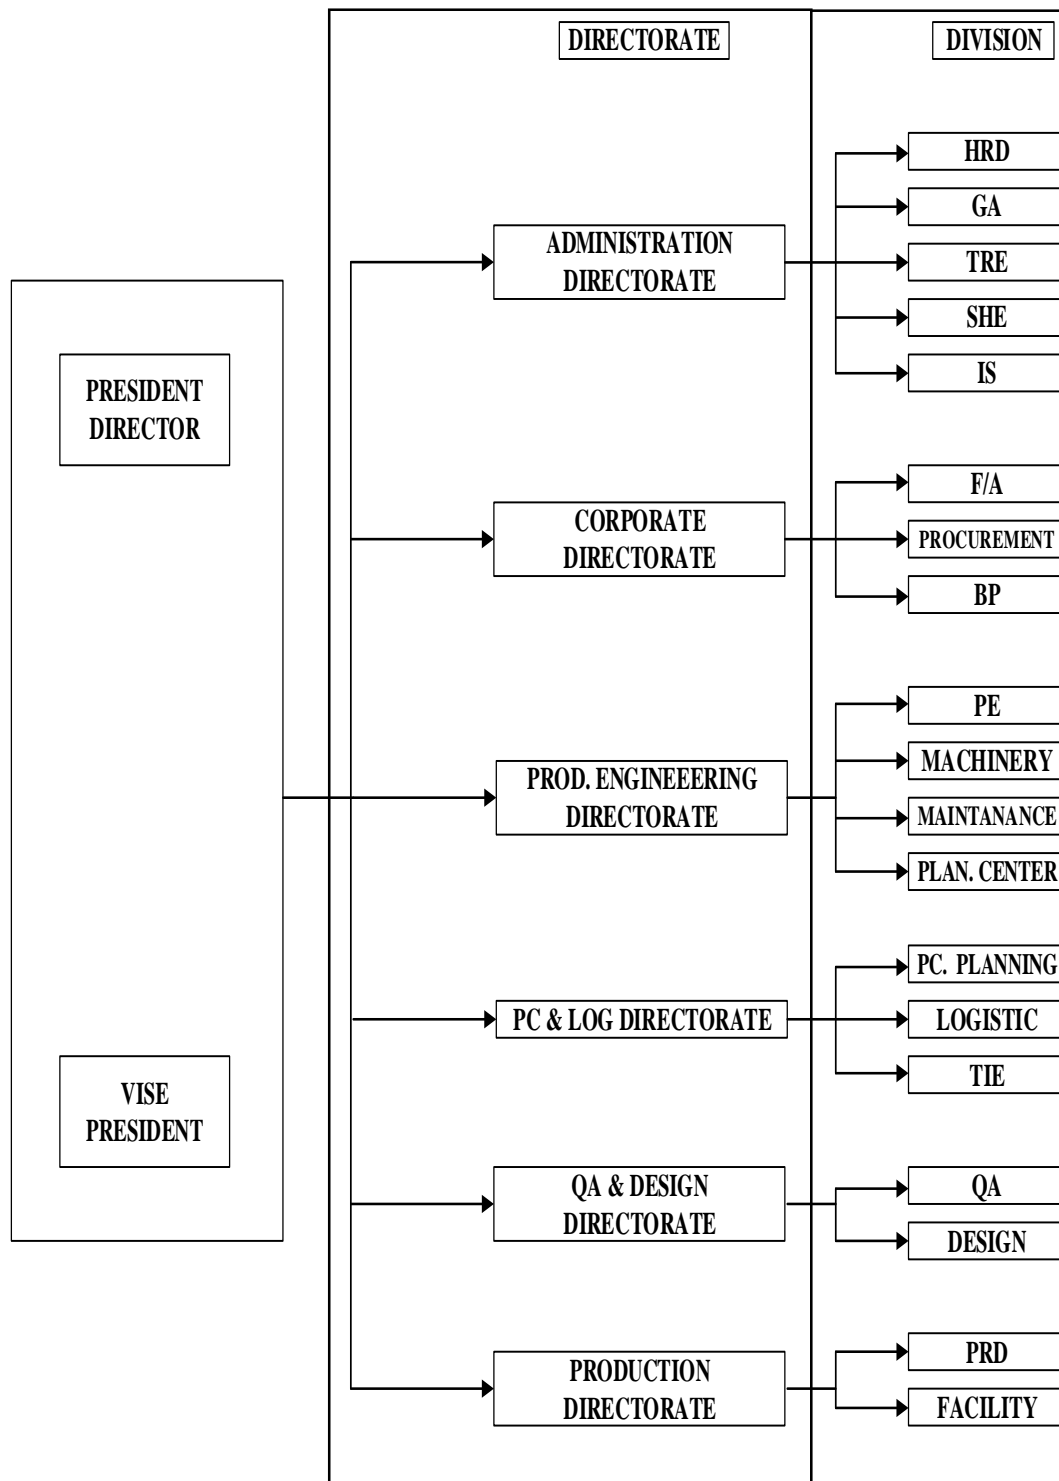 DIRECTORATE
DIVISION
PRESIDENT
DIRECTOR
VISE
PRESIDENT
ADMINISTRATION
DIRECTORATE
HRD
GA
TRE
SHE
IS
CORPORATE
DIRECTORATE
F/A
PROCUREMENT
BP
PROD. ENGINEEERING
DIRECTORATE
PE
MACHINERY
MAINTANANCE
PLAN. CENTER
PC & LOG DIRECTORATE
PC. PLANNING
LOGISTIC
TIE
QA & DESIGN
DIRECTORATE
QA
DESIGN
PRODUCTION
DIRECTORATE
PRD
FACILITY